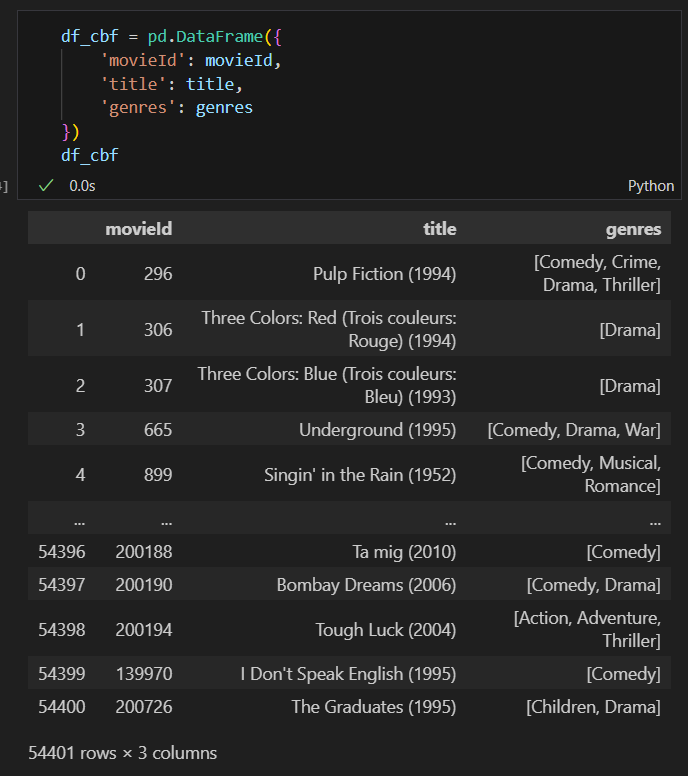 df_cbf = pd.DataFrame({
    'movieId': movieId,
    'title': title,
    'genres': genres
})
df_cbf
]
0.0s
Python
movieId title genres
0 296 Pulp Fiction (1994) [Comedy, Crime,
Drama, Thriller]
1 306 Three Colors: Red (Trois couleurs:
Rouge) (1994) [Drama]
2 307 Three Colors: Blue (Trois couleurs:
Bleu) (1993) [Drama]
3 665 Underground (1995) [Comedy, Drama, War]
4 899 Singin' in the Rain (1952) [Comedy, Musical,
Romance]
... ... ... ...
54396 200188 Ta mig (2010) [Comedy]
54397 200190 Bombay Dreams (2006) [Comedy, Drama]
54398 200194 Tough Luck (2004) [Action, Adventure,
Thriller]
54399 139970 I Don't Speak English (1995) [Comedy]
54400 200726 The Graduates (1995) [Children, Drama]
54401 rows × 3 columns